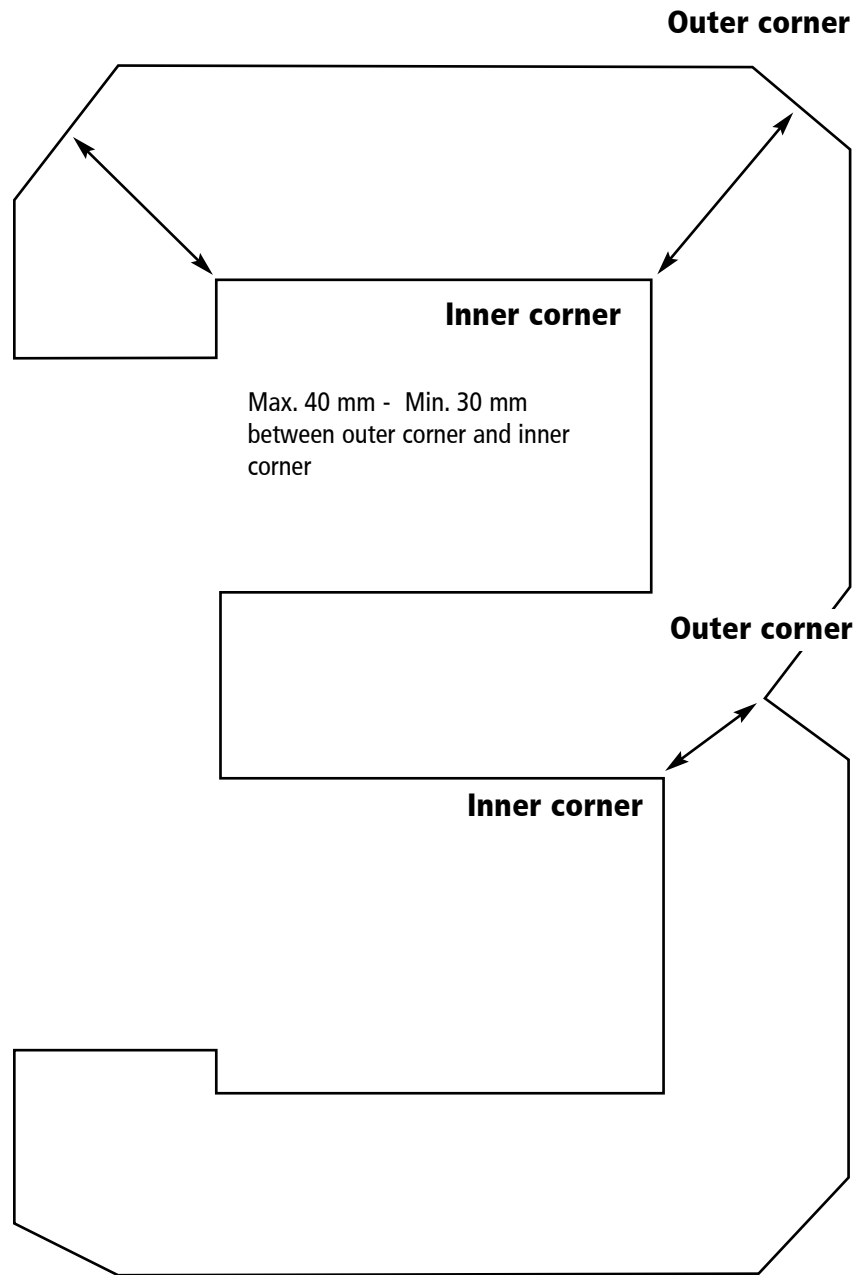 Outer corner
Inner corner
Max. 40 mm -  Min. 30 mm
between outer corner and inner
corner
Outer corner
Inner corner